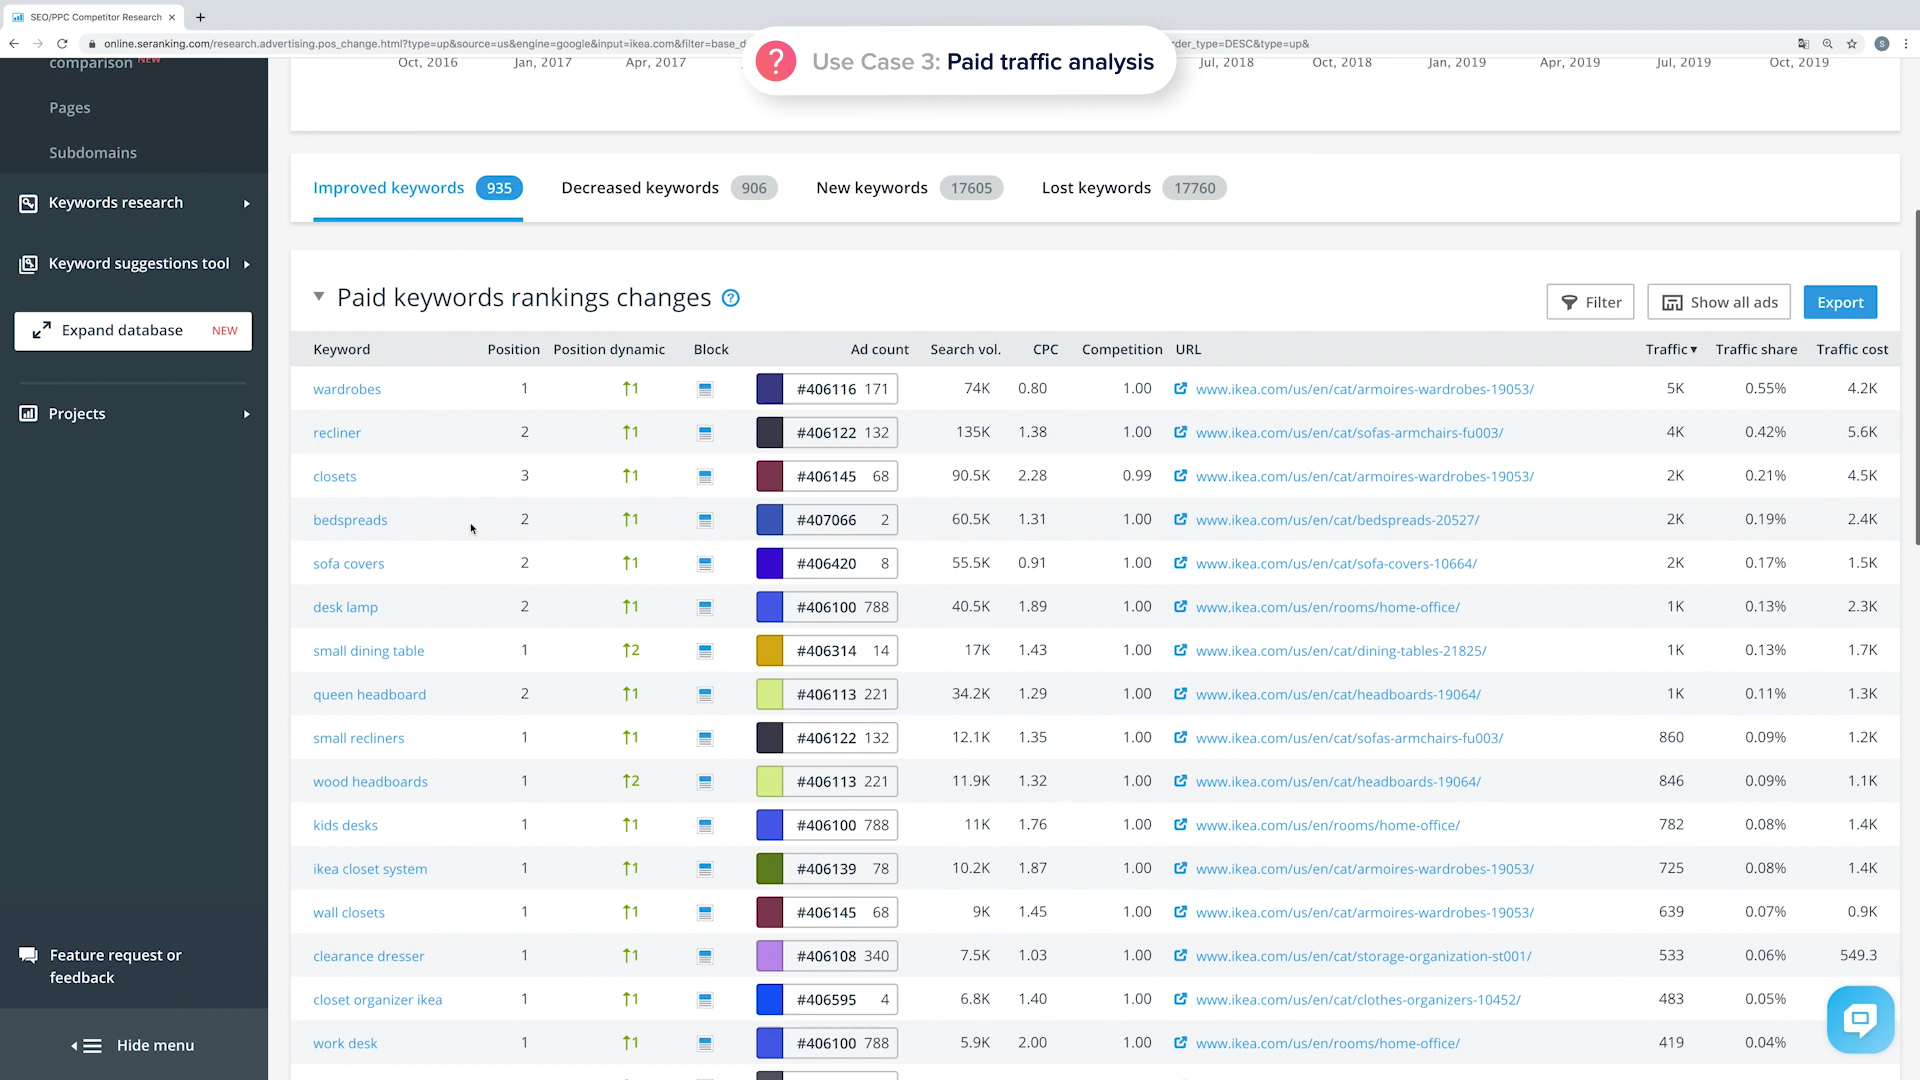 SEO/PPC Competitor Research
online.seranking.com/research.advertising.pos_change.html?type=up&source=us&engine=google&input=ikea.com&filter=base_d
rder_type=DESC&type=up&
S
? Use Case 3: Paid traffic analysis
comparison NEW
Pages
Subdomains
Keywords research
Keyword suggestions tool
Expand database NEW
Projects
Feature request or
feedback
Hide menu
Oct, 2016 Jan, 2017 Apr, 2017 Jul, 2018 Oct, 2018 Jan, 2019 Apr, 2019 Jul, 2019 Oct, 2019
Improved keywords 935 Decreased keywords 906 New keywords 17605 Lost keywords 17760
Paid keywords rankings changes ? Filter Show all ads Export
Keyword Position Position dynamic Block Ad count Search vol. CPC Competition URL Traffic▼ Traffic share Traffic cost
wardrobes 1 ↑1 #406116 171 74K 0.80 1.00 www.ikea.com/us/en/cat/armoires-wardrobes-19053/ 5K 0.55% 4.2K
recliner 2 ↑1 #406122 132 135K 1.38 1.00 www.ikea.com/us/en/cat/sofas-armchairs-fu003/ 4K 0.42% 5.6K
closets 3 ↑1 #406145 68 90.5K 2.28 0.99 www.ikea.com/us/en/cat/armoires-wardrobes-19053/ 2K 0.21% 4.5K
bedspreads 2 ↑1 #407066 2 60.5K 1.31 1.00 www.ikea.com/us/en/cat/bedspreads-20527/ 2K 0.19% 2.4K
sofa covers 2 ↑1 #406420 8 55.5K 0.91 1.00 www.ikea.com/us/en/cat/sofa-covers-10664/ 2K 0.17% 1.5K
desk lamp 2 ↑1 #406100 788 40.5K 1.89 1.00 www.ikea.com/us/en/rooms/home-office/ 1K 0.13% 2.3K
small dining table 1 ↑2 #406314 14 17K 1.43 1.00 www.ikea.com/us/en/cat/dining-tables-21825/ 1K 0.13% 1.7K
queen headboard 2 ↑1 #406113 221 34.2K 1.29 1.00 www.ikea.com/us/en/cat/headboards-19064/ 1K 0.11% 1.3K
small recliners 1 ↑1 #406122 132 12.1K 1.35 1.00 www.ikea.com/us/en/cat/sofas-armchairs-fu003/ 860 0.09% 1.2K
wood headboards 1 ↑2 #406113 221 11.9K 1.32 1.00 www.ikea.com/us/en/cat/headboards-19064/ 846 0.09% 1.1K
kids desks 1 ↑1 #406100 788 11K 1.76 1.00 www.ikea.com/us/en/rooms/home-office/ 782 0.08% 1.4K
ikea closet system 1 ↑1 #406139 78 10.2K 1.87 1.00 www.ikea.com/us/en/cat/armoires-wardrobes-19053/ 725 0.08% 1.4K
wall closets 1 ↑1 #406145 68 9K 1.45 1.00 www.ikea.com/us/en/cat/armoires-wardrobes-19053/ 639 0.07% 0.9K
clearance dresser 1 ↑1 #406108 340 7.5K 1.03 1.00 www.ikea.com/us/en/cat/storage-organization-st001/ 533 0.06% 549.3
closet organizer ikea 1 ↑1 #406595 4 6.8K 1.40 1.00 www.ikea.com/us/en/cat/clothes-organizers-10452/ 483 0.05%
work desk 1 ↑1 #406100 788 5.9K 2.00 1.00 www.ikea.com/us/en/rooms/home-office/ 419 0.04%